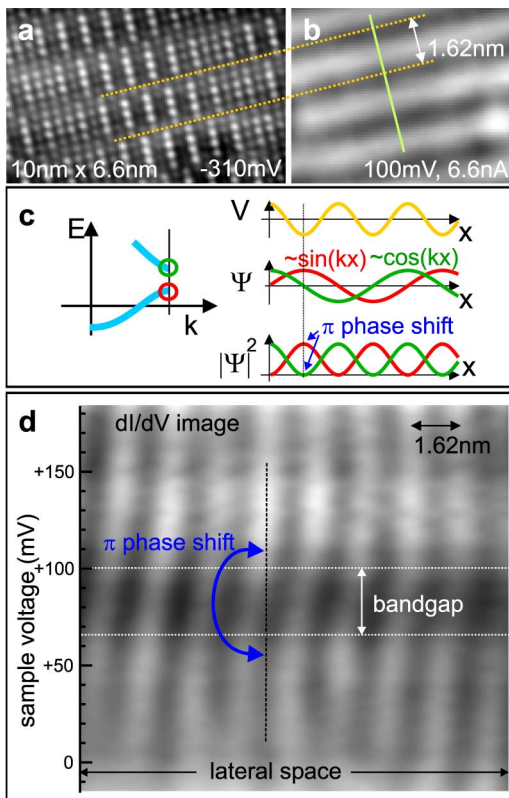 a
10nm x 6.6nm
-310mV
b
1.62nm
100mV, 6.6nA
c
E
k
V
x
Ψ
~sin(kx)
~cos(kx)
x
π phase shift
|Ψ|²
x
d
dI/dV image
1.62nm
+150
π phase shift
+100
bandgap
+50
0
sample voltage (mV)
lateral space